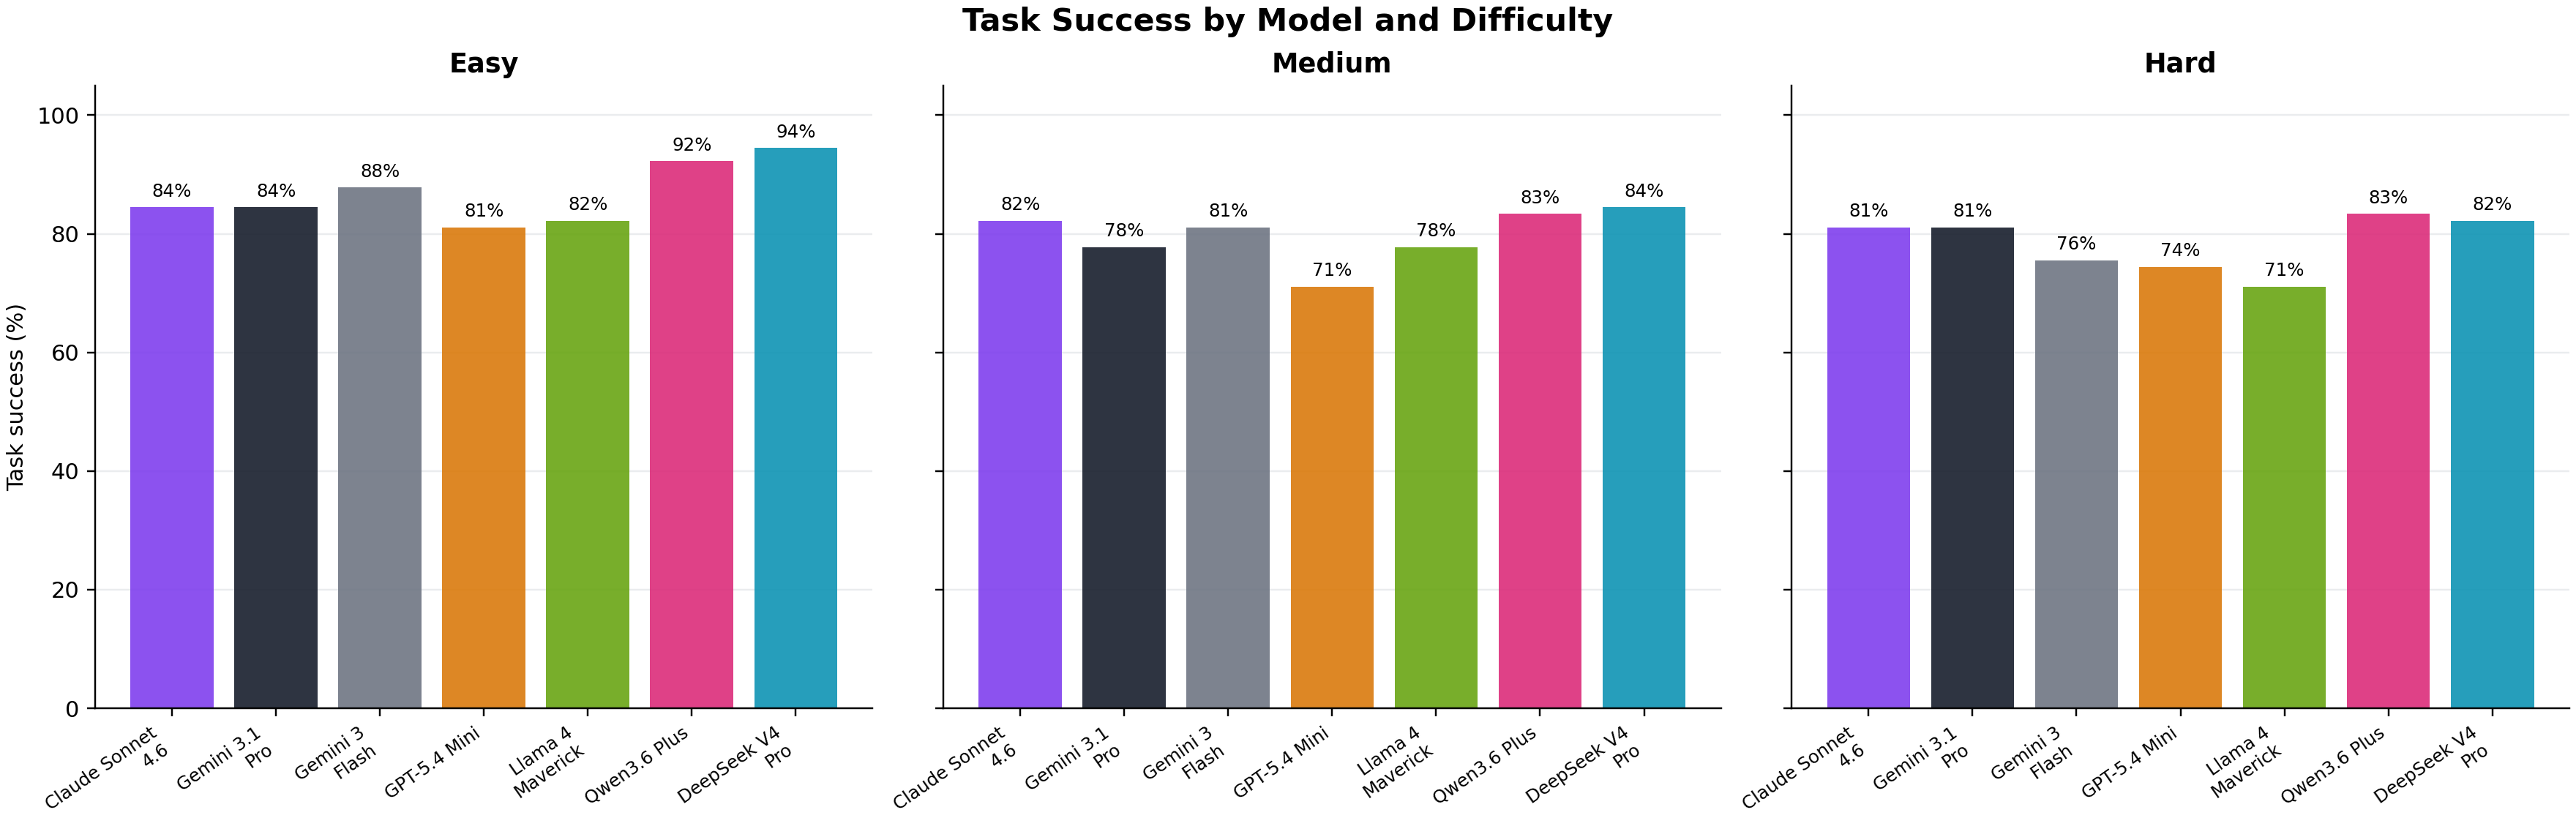 Task Success by Model and Difficulty
Easy
Task success (%)
100
80
60
40
20
0
84%
84%
88%
81%
82%
92%
94%
Claude Sonnet
4.6
Gemini 3.1
Pro
Gemini 3
Flash
GPT-5.4 Mini
Llama 4
Maverick
Qwen3.6 Plus
DeepSeek V4
Pro
Medium
82%
78%
81%
71%
78%
83%
84%
Claude Sonnet
4.6
Gemini 3.1
Pro
Gemini 3
Flash
GPT-5.4 Mini
Llama 4
Maverick
Qwen3.6 Plus
DeepSeek V4
Pro
Hard
81%
81%
76%
74%
71%
83%
82%
Claude Sonnet
4.6
Gemini 3.1
Pro
Gemini 3
Flash
GPT-5.4 Mini
Llama 4
Maverick
Qwen3.6 Plus
DeepSeek V4
Pro